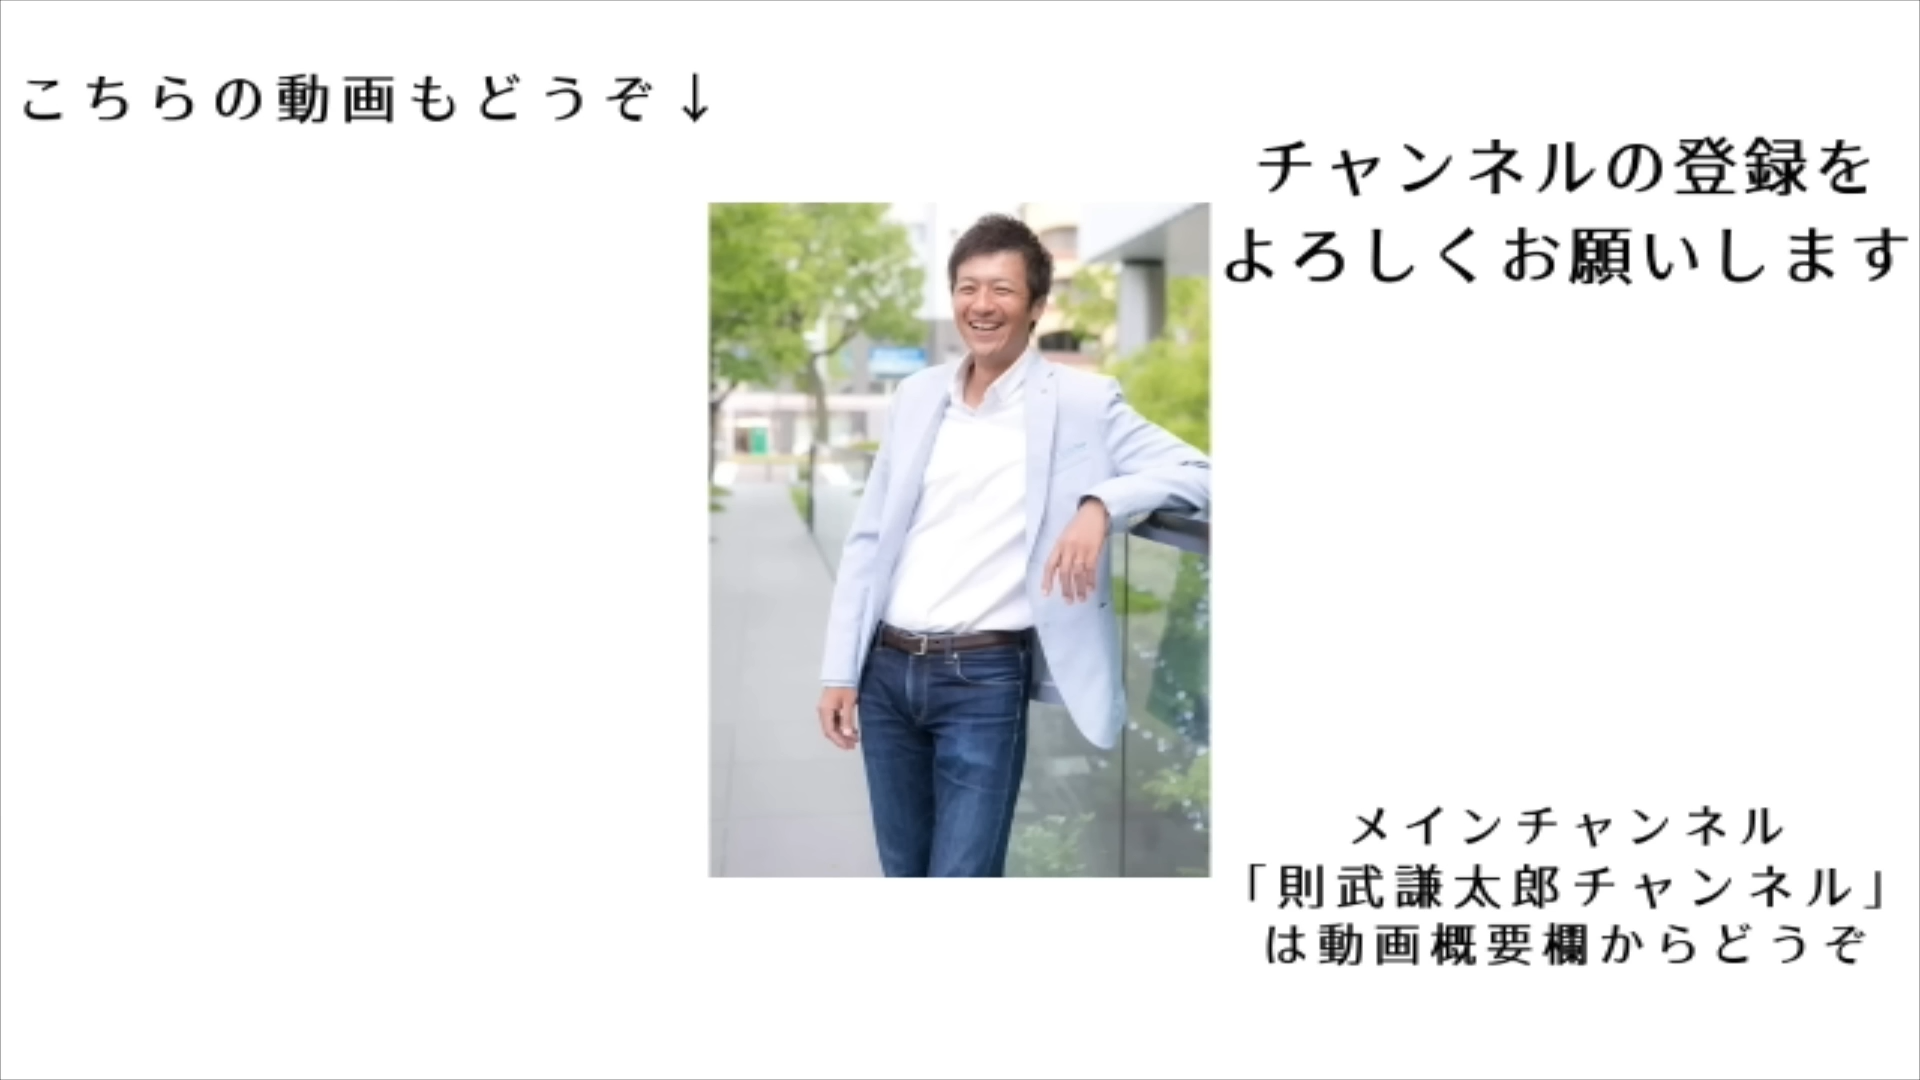 こちらの動画もどうぞ↓
チャンネルの登録を
よろしくお願いします
メインチャンネル
「則武謙太郎チャンネル」
は動画概要欄からどうぞ